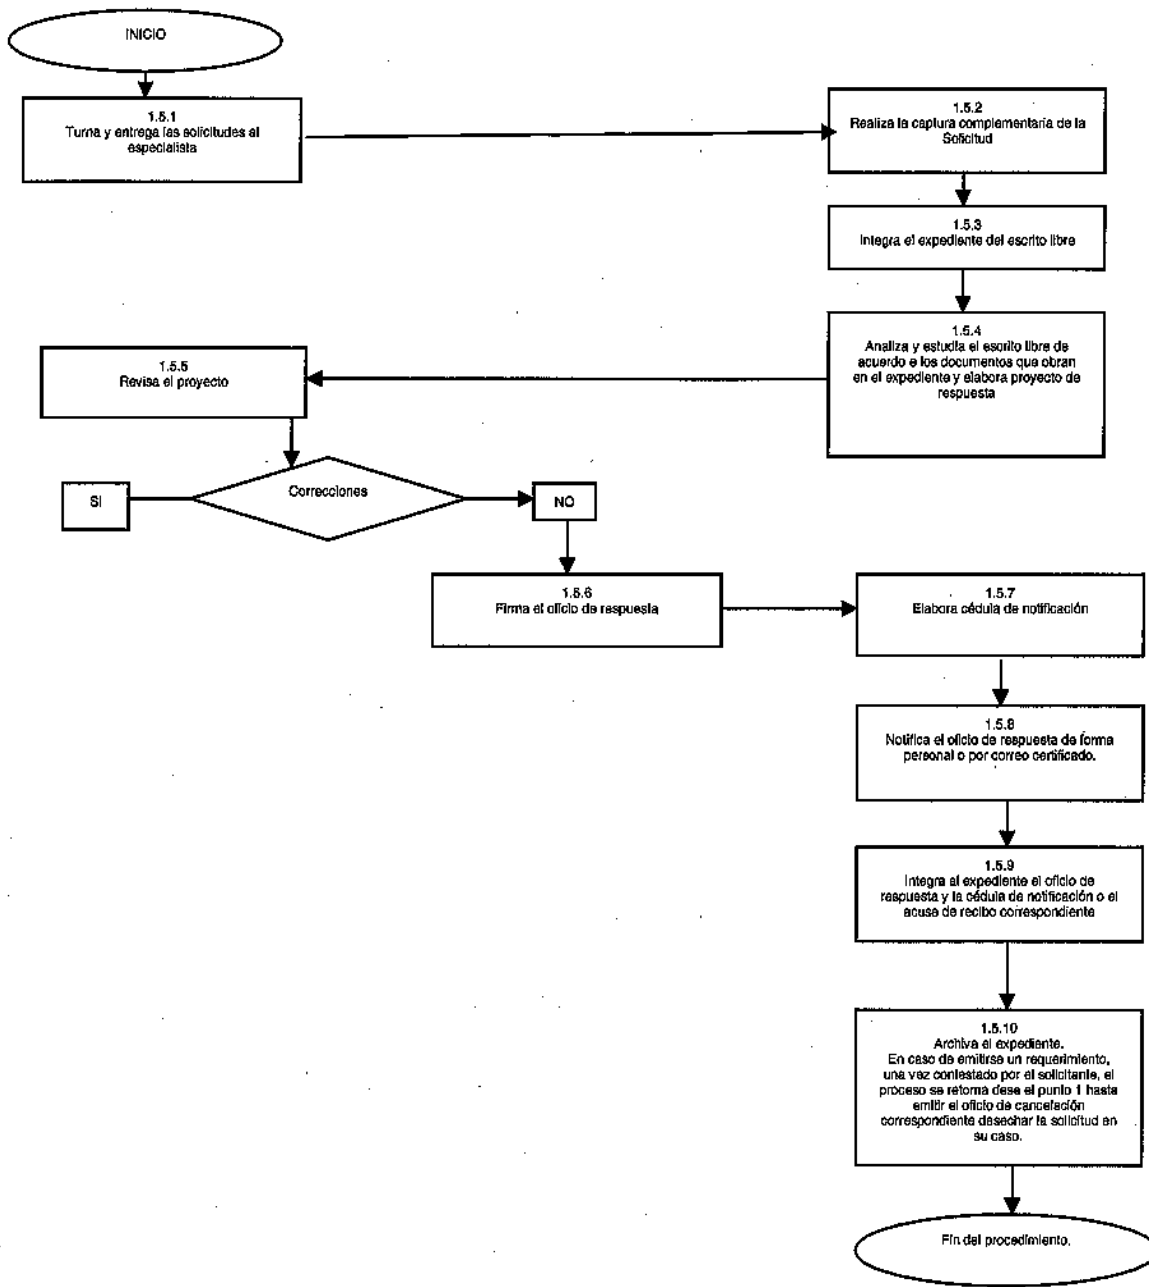 INICIO
1.5.1
Turna y entrega las solicitudes al
especialista
1.5.2
Realiza la captura complementaria de la
Solicitud
1.5.3
Integra el expediente del escrito libre
1.5.4
Analiza y estudia el escrito libre de
acuerdo e los documentos que obran
en el expediente y elabora proyecto de
respuesta
1.5.5
Revisa el proyecto
Correcciones
SI
NO
1.5.6
Firma el oficio de respuesta
1.5.7
Elabora cédula de notificación
1.5.8
Notifica el oficio de respuesta de forma
personal o por correo certificado.
1.5.9
Integra al expediente el oficio de
respuesta y la cédula de notificación o el
acuse de recibo correspondiente
1.5.10
Archiva el expediente.
En caso de emitirse un requerimiento,
una vez contestado por el solicitante, el
proceso se retoma dese el punto 1 hasta
emitir el oficio de cancelación
correspondiente desechar la solicitud en
su caso.
Fin del procedimiento.